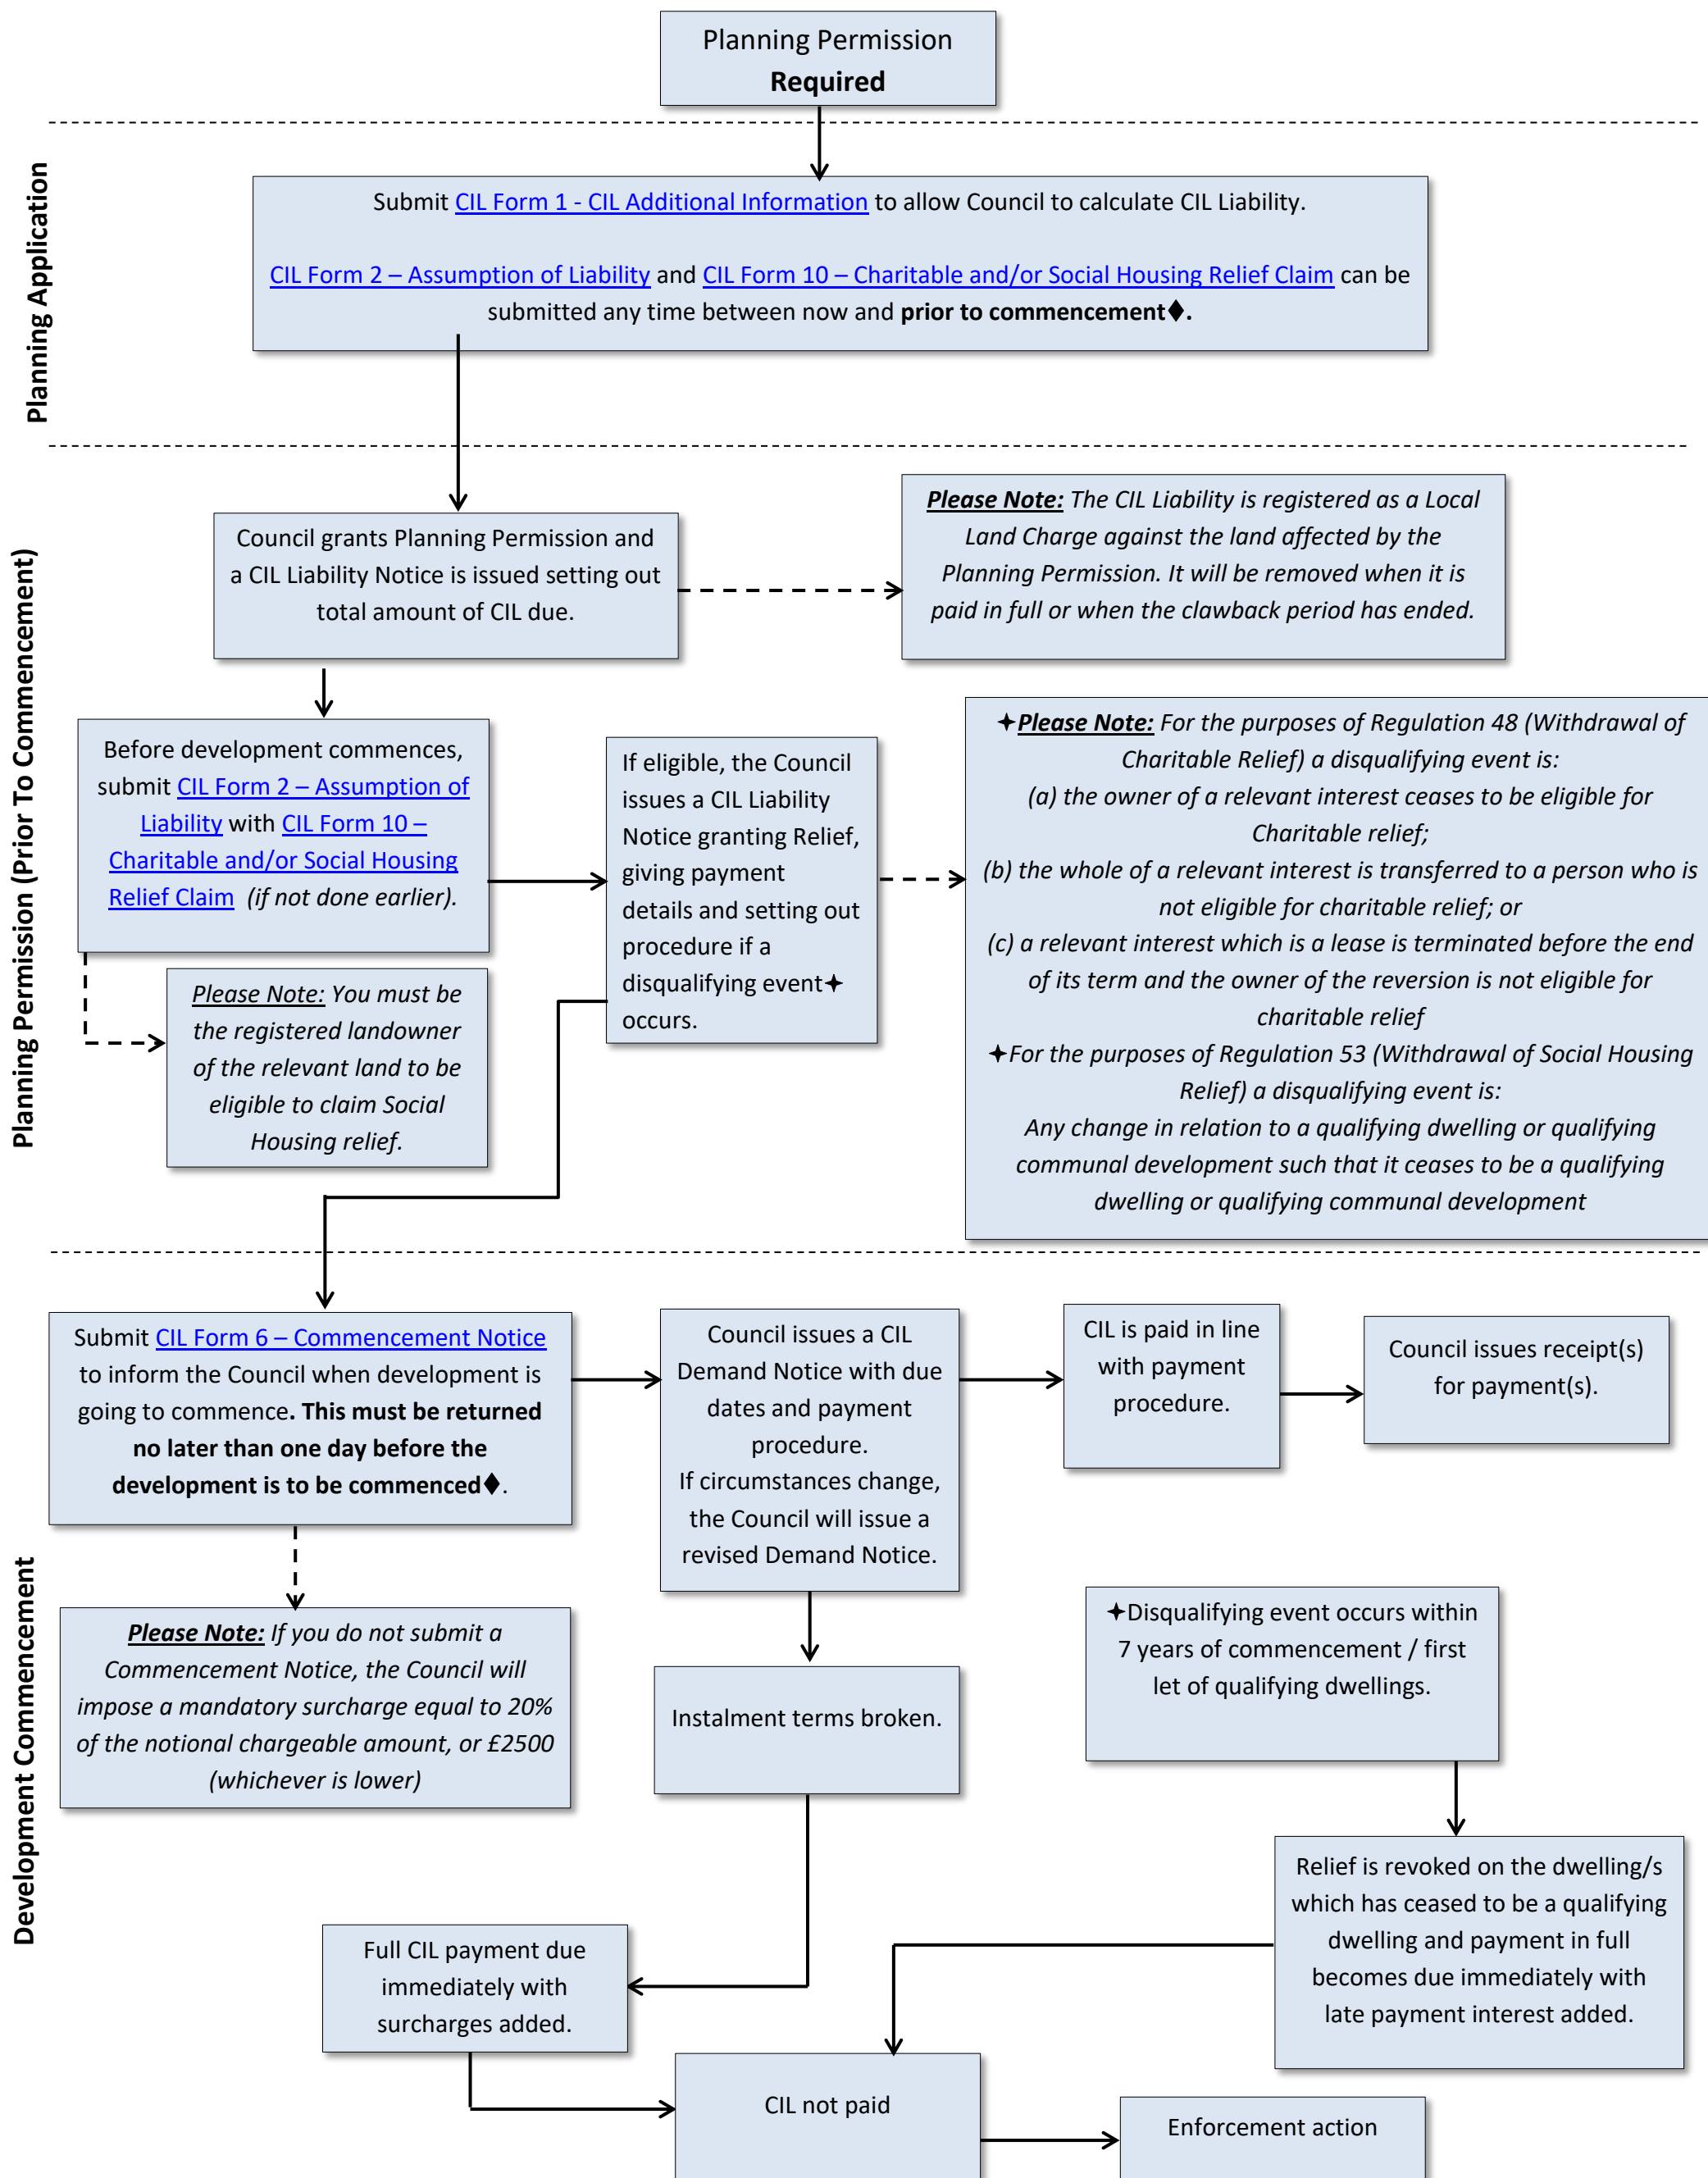 Planning Permission
Required
Planning Application
Submit CIL Form 1 - CIL Additional Information to allow Council to calculate CIL Liability.
CIL Form 2 – Assumption of Liability and CIL Form 10 – Charitable and/or Social Housing Relief Claim can be
submitted any time between now and prior to commencement♦.
Planning Permission (Prior To Commencement)
Council grants Planning Permission and
a CIL Liability Notice is issued setting out
total amount of CIL due.
Please Note: The CIL Liability is registered as a Local
Land Charge against the land affected by the
Planning Permission. It will be removed when it is
paid in full or when the clawback period has ended.
Before development commences,
submit CIL Form 2 – Assumption of
Liability with CIL Form 10 –
Charitable and/or Social Housing
Relief Claim (if not done earlier).
Please Note: You must be
the registered landowner
of the relevant land to be
eligible to claim Social
Housing relief.
If eligible, the Council
issues a CIL Liability
Notice granting Relief,
giving payment
details and setting out
procedure if a
disqualifying event✦
occurs.
✦Please Note: For the purposes of Regulation 48 (Withdrawal of
Charitable Relief) a disqualifying event is:
(a) the owner of a relevant interest ceases to be eligible for
Charitable relief;
(b) the whole of a relevant interest is transferred to a person who is
not eligible for charitable relief; or
(c) a relevant interest which is a lease is terminated before the end
of its term and the owner of the reversion is not eligible for
charitable relief
✦For the purposes of Regulation 53 (Withdrawal of Social Housing
Relief) a disqualifying event is:
Any change in relation to a qualifying dwelling or qualifying
communal development such that it ceases to be a qualifying
dwelling or qualifying communal development
Development Commencement
Submit CIL Form 6 – Commencement Notice
to inform the Council when development is
going to commence. This must be returned
no later than one day before the
development is to be commenced♦.
Please Note: If you do not submit a
Commencement Notice, the Council will
impose a mandatory surcharge equal to 20%
of the notional chargeable amount, or £2500
(whichever is lower)
Council issues a CIL
Demand Notice with due
dates and payment
procedure.
If circumstances change,
the Council will issue a
revised Demand Notice.
CIL is paid in line
with payment
procedure.
Council issues receipt(s)
for payment(s).
Instalment terms broken.
✦Disqualifying event occurs within
7 years of commencement / first
let of qualifying dwellings.
Relief is revoked on the dwelling/s
which has ceased to be a qualifying
dwelling and payment in full
becomes due immediately with
late payment interest added.
Full CIL payment due
immediately with
surcharges added.
CIL not paid
Enforcement action